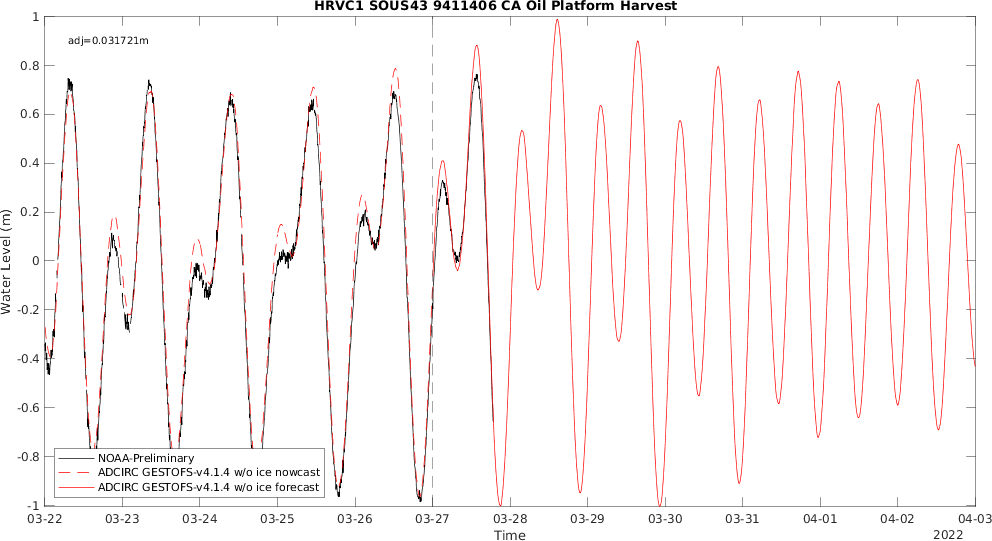 HRVC1 SOUS43 9411406 CA Oil Platform Harvest
adj=0.031721m
Water Level (m)
1
0.8
0.6
0.4
0.2
0
-0.2
-0.4
-0.6
-0.8
-1
NOAA-Preliminary
ADCIRC GESTOFS-v4.1.4 w/o ice nowcast
ADCIRC GESTOFS-v4.1.4 w/o ice forecast
03-22 03-23 03-24 03-25 03-26 03-27 03-28 03-29 03-30 03-31 04-01 04-02 04-03
Time
2022